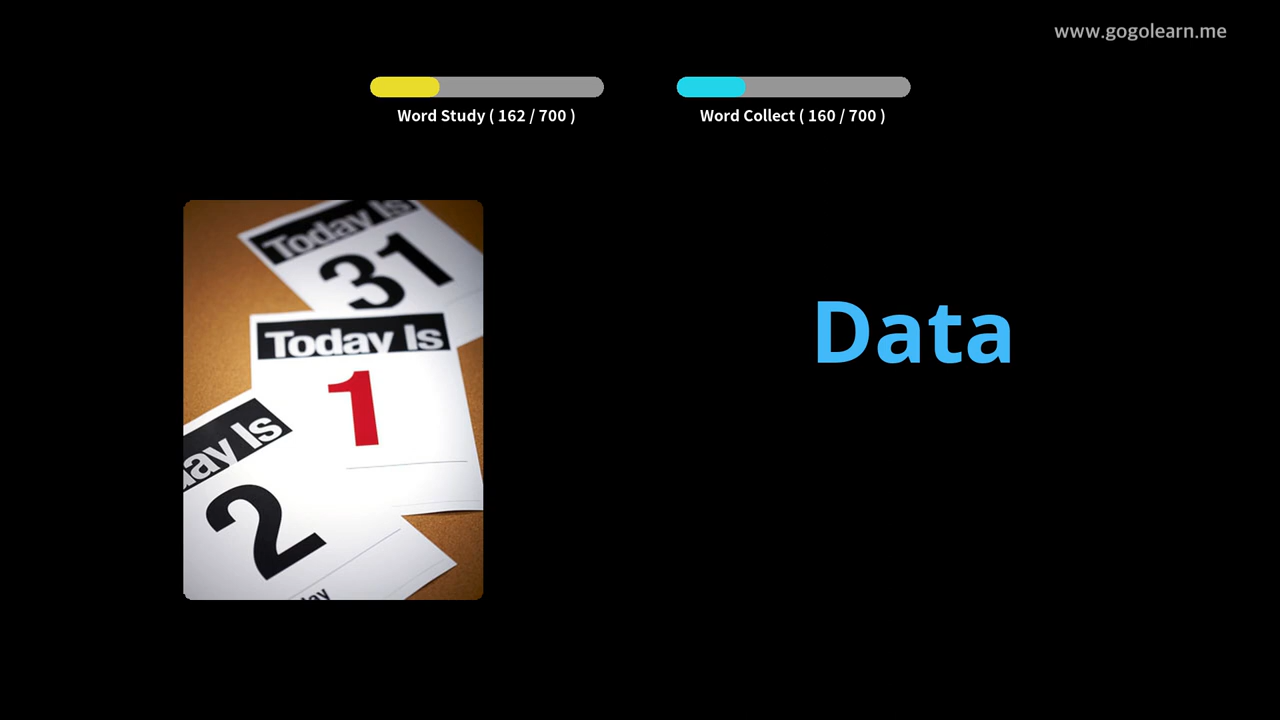 www.gogolearn.me
Word Study ( 162 / 700 )
Word Collect ( 160 / 700 )
Today Is
31
Today Is
1
day Is
2
Data